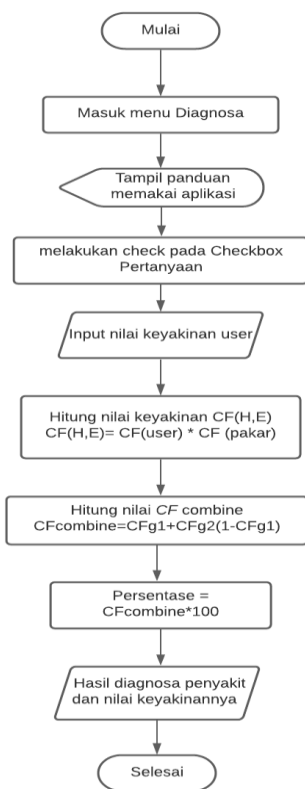 Mulai
Masuk menu Diagnosa
Tampil panduan
memakai aplikasi
melakukan check pada Checkbox
Pertanyaan
Input nilai keyakinan user
Hitung nilai keyakinan CF(H,E)
CF(H,E)= CF(user) * CF (pakar)
Hitung nilai CF combine
CFcombine=CFg1+CFg2(1-CFg1)
Persentase =
CFcombine*100
Hasil diagnosa penyakit
dan nilai keyakinannya
Selesai